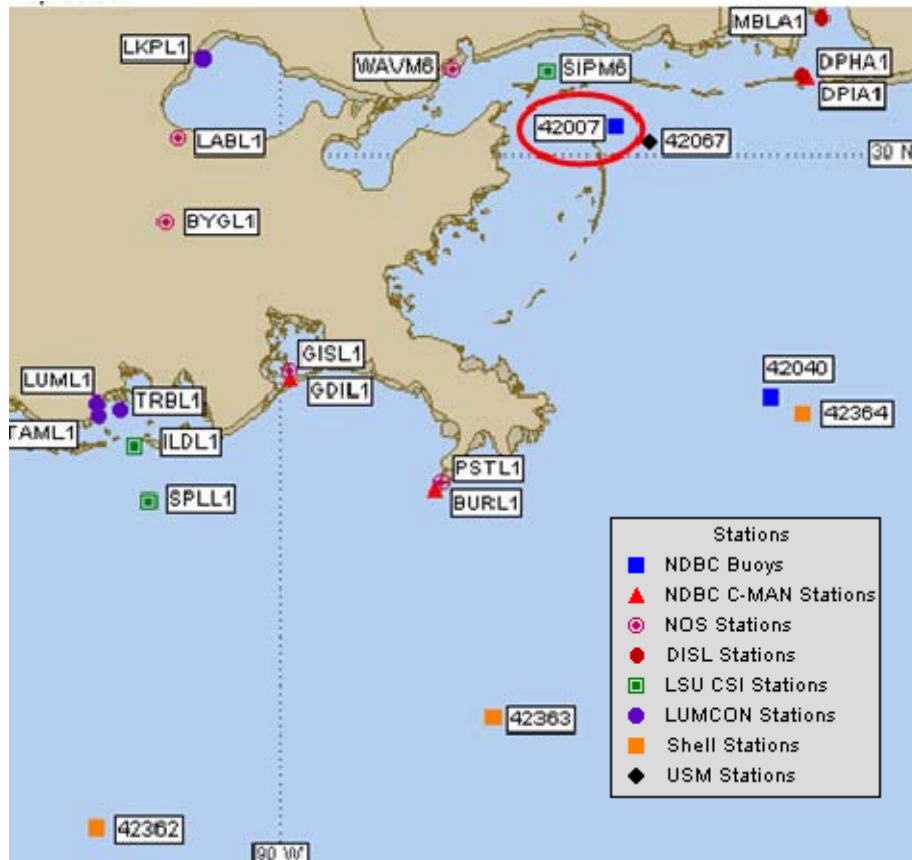 MBLA1
LKPL1
WAVM6
SIPM6
DPHA1
DPIA1
42007
42067
LABL1
30 N
BYGL1
GISL1
GDIL1
42040
42364
LUML1
TRBL1
TAML1
ILDL1
PSTL1
BURL1
SPLL1
Stations
NDBC Buoys
NDBC C-MAN Stations
NOS Stations
DISL Stations
LSU CSI Stations
LUMCON Stations
Shell Stations
USM Stations
42363
42362
90 W